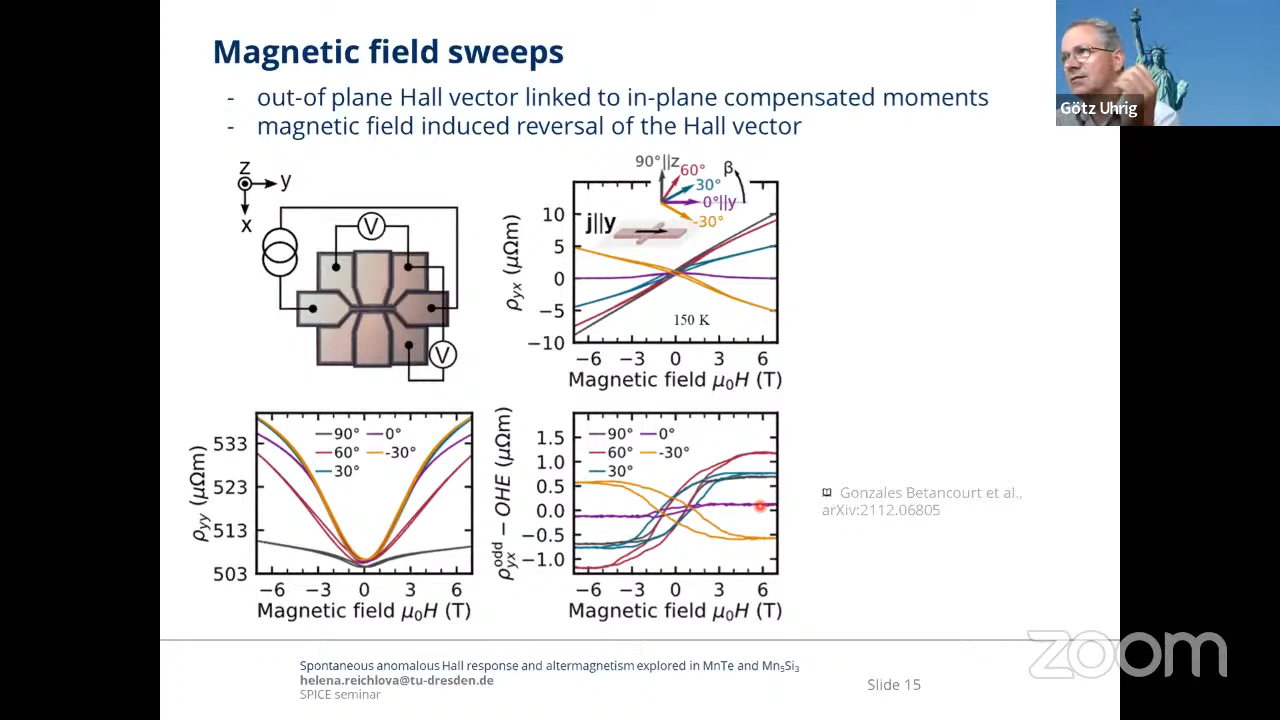 Magnetic field sweeps
- out-of plane Hall vector linked to in-plane compensated moments
- magnetic field induced reversal of the Hall vector
Götz Uhrig
z
y
x
V
V
90°||z
60°
β
30°
0°||y
-30°
j||y
10
5
0
−5
−10
ρyx (μΩm)
150 K
−6 −3 0 3 6
Magnetic field μ0H (T)
533
523
513
503
ρyy (μΩm)
90° 0°
60° -30°
30°
−6 −3 0 3 6
Magnetic field μ0H (T)
1.5
1.0
0.5
0.0
−0.5
−1.0
ρyx^odd − OHE (μΩm)
90° 0°
60° -30°
30°
−6 −3 0 3 6
Magnetic field μ0H (T)
Gonzales Betancourt et al.,
arXiv:2112.06805
Spontaneous anomalous Hall response and altermagnetism explored in MnTe and Mn5Si3
helena.reichlova@tu-dresden.de
SPICE seminar
Slide 15
zoom